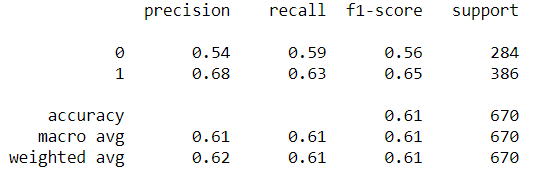 precision recall f1-score support
0 0.54 0.59 0.56 284
1 0.68 0.63 0.65 386
accuracy 0.61 670
macro avg 0.61 0.61 0.61 670
weighted avg 0.62 0.61 0.61 670